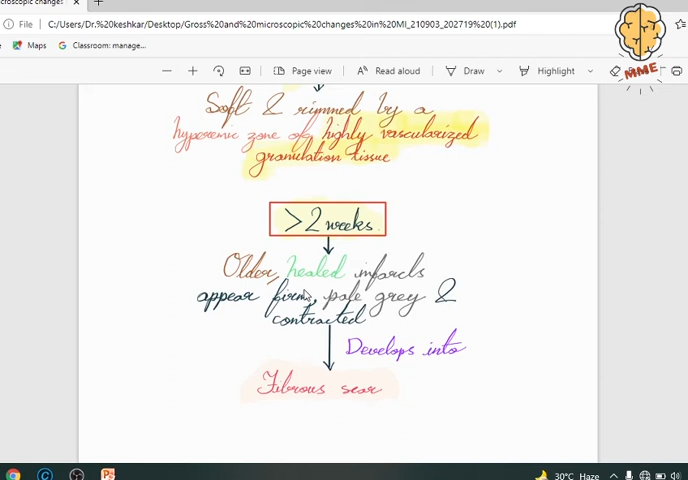 microscopic changes
File
C:/Users/Dr.%20keshkar/Desktop/Gross%20and%20microscopic%20changes%20in%20MI_210903_202719%20(1).pdf
Maps
Classroom: manage...
MME
Page view
Read aloud
Draw
Highlight
Soft & rimmed by a
hyperemic zone of highly vascularized
granulation tissue
>2 weeks
Older, healed infarcts
appear firm, pale grey &
contracted
Develops into
Fibrous scar
30°C Haze